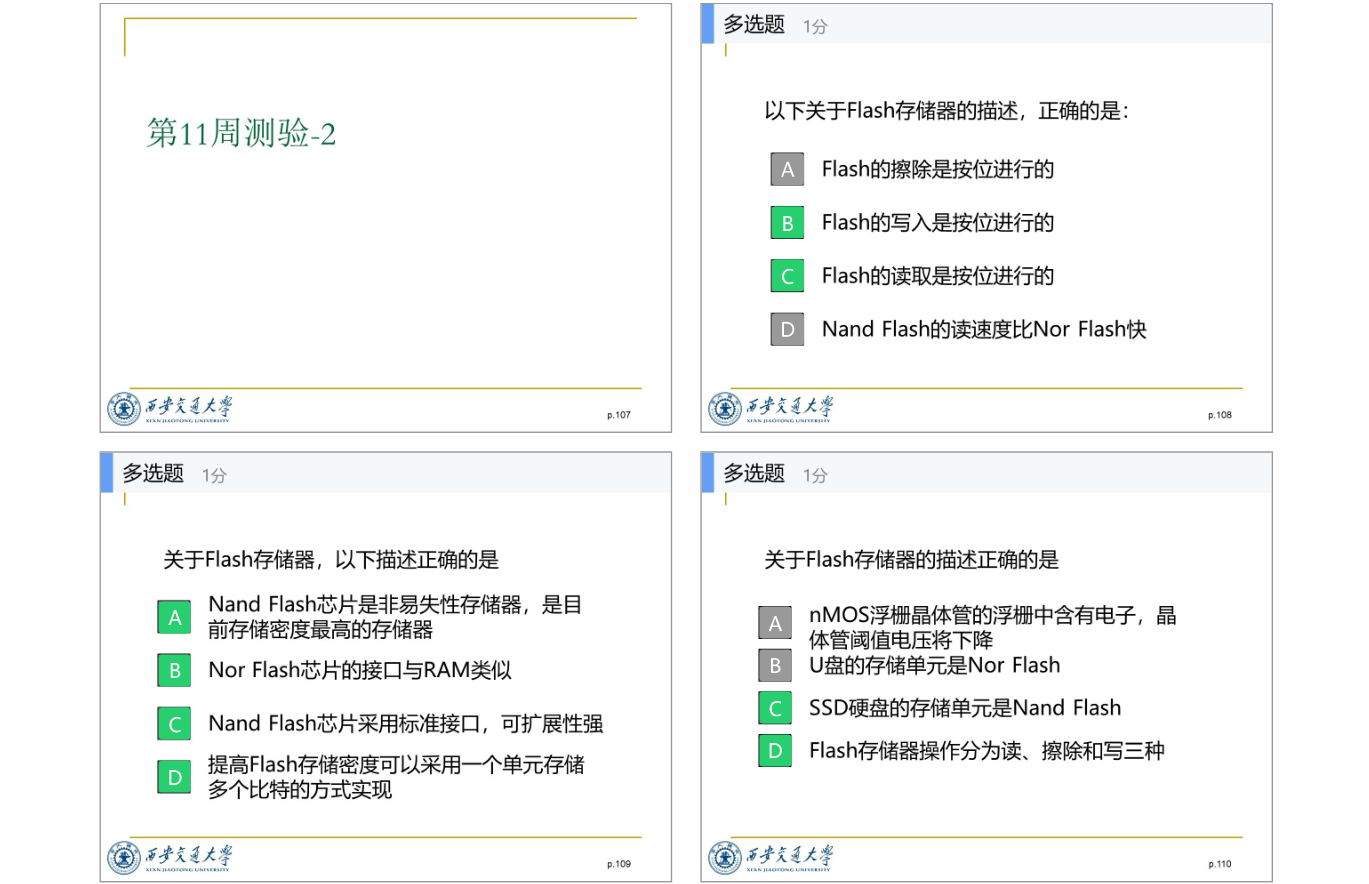 第11周测验-2
西安交通大学
XI'AN JIAOTONG UNIVERSITY
p.107
多选题 1分
以下关于Flash存储器的描述，正确的是：
A Flash的擦除是按位进行的
B Flash的写入是按位进行的
C Flash的读取是按位进行的
D Nand Flash的读速度比Nor Flash快
西安交通大学
XI'AN JIAOTONG UNIVERSITY
p.108
多选题 1分
关于Flash存储器，以下描述正确的是
A Nand Flash芯片是非易失性存储器，是目
前存储密度最高的存储器
B Nor Flash芯片的接口与RAM类似
C Nand Flash芯片采用标准接口，可扩展性强
D 提高Flash存储密度可以采用一个单元存储
多个比特的方式实现
西安交通大学
XI'AN JIAOTONG UNIVERSITY
p.109
多选题 1分
关于Flash存储器的描述正确的是
A nMOS浮栅晶体管的浮栅中含有电子，晶
体管阈值电压将下降
B U盘的存储单元是Nor Flash
C SSD硬盘的存储单元是Nand Flash
D Flash存储器操作分为读、擦除和写三种
西安交通大学
XI'AN JIAOTONG UNIVERSITY
p.110